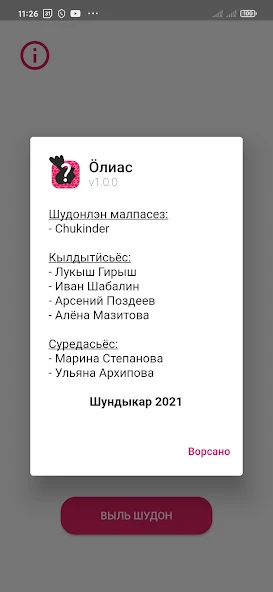 11:26
31
Ӧлиас
v1.0.0
Шудонлэн малпасез:
- Chukinder
Кылдытӥсьёс:
- Лукыш Гирыш
- Иван Шабалин
- Арсений Поздеев
- Алёна Мазитова
Суредасьёс:
- Марина Степанова
- Ульяна Архипова
Шундыкар 2021
Ворсано
ВЫЛЬ ШУДОН